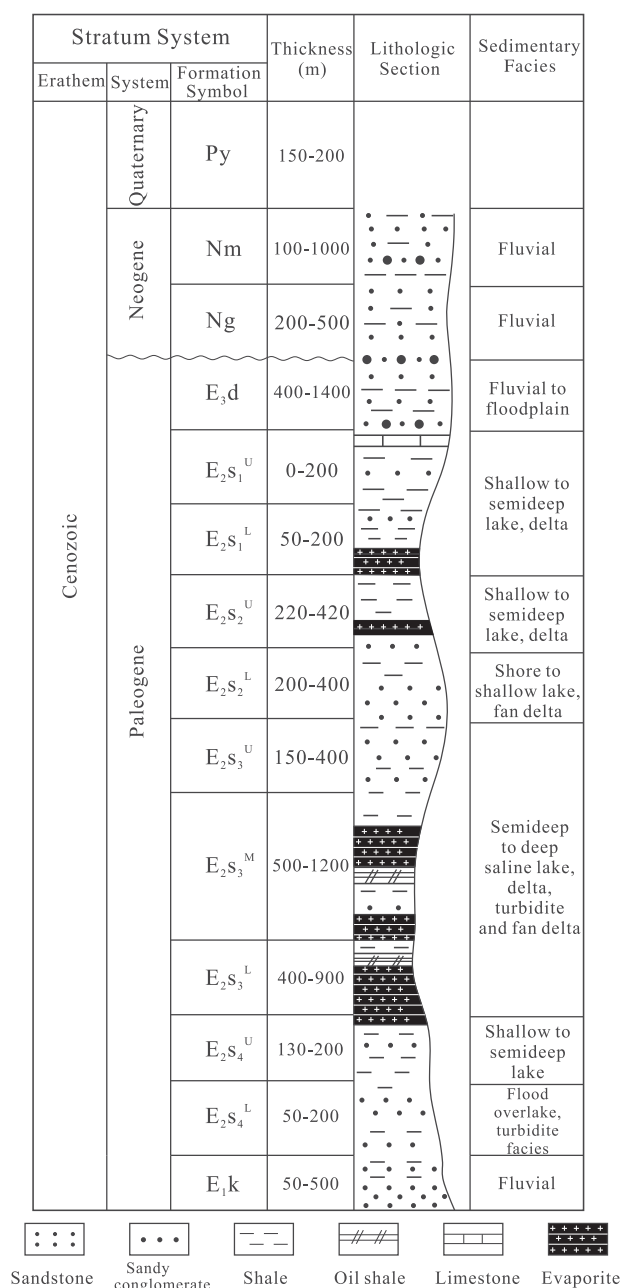 Stratum System
Thickness
(m)
Lithologic
Section
Sedimentary
Facies
Erathem
System
Formation
Symbol
Cenozoic
Quaternary
Py
150-200
Neogene
Nm
100-1000
Fluvial
Ng
200-500
Fluvial
Paleogene
E₃d
400-1400
Fluvial to
floodplain
E₂s₁ᵁ
0-200
Shallow to
semideep
lake, delta
E₂s₁ᴸ
50-200
E₂s₂ᵁ
220-420
Shallow to
semideep
lake, delta
E₂s₂ᴸ
200-400
Shore to
shallow lake,
fan delta
E₂s₃ᵁ
150-400
Semideep
to deep
saline lake,
delta,
turbidite
and fan delta
E₂s₃ᴹ
500-1200
E₂s₃ᴸ
400-900
E₂s₄ᵁ
130-200
Shallow to
semideep
lake
E₂s₄ᴸ
50-200
Flood
overlake,
turbidite
facies
E₁k
50-500
Fluvial
Sandstone
Sandy
conglomerate
Shale
Oil shale
Limestone
Evaporite